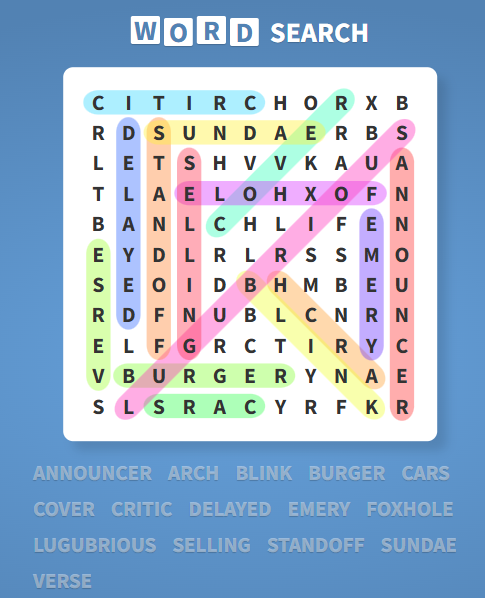 WORD SEARCH
C I T I R C H O R X B
R D S U N D A E R B S
L E T S H V V K A U A
T L A E L O H X O F N
B A N L C H L I F E N
E Y D L R L R S S M O
S E O I D B H M B E U
R D F N U B L C N R N
E L F G R C T I R Y C
V B U R G E R Y N A E
S L S R A C Y R F K R
ANNOUNCER ARCH BLINK BURGER CARS
COVER CRITIC DELAYED EMERY FOXHOLE
LUGUBRIOUS SELLING STANDOFF SUNDAE
VERSE